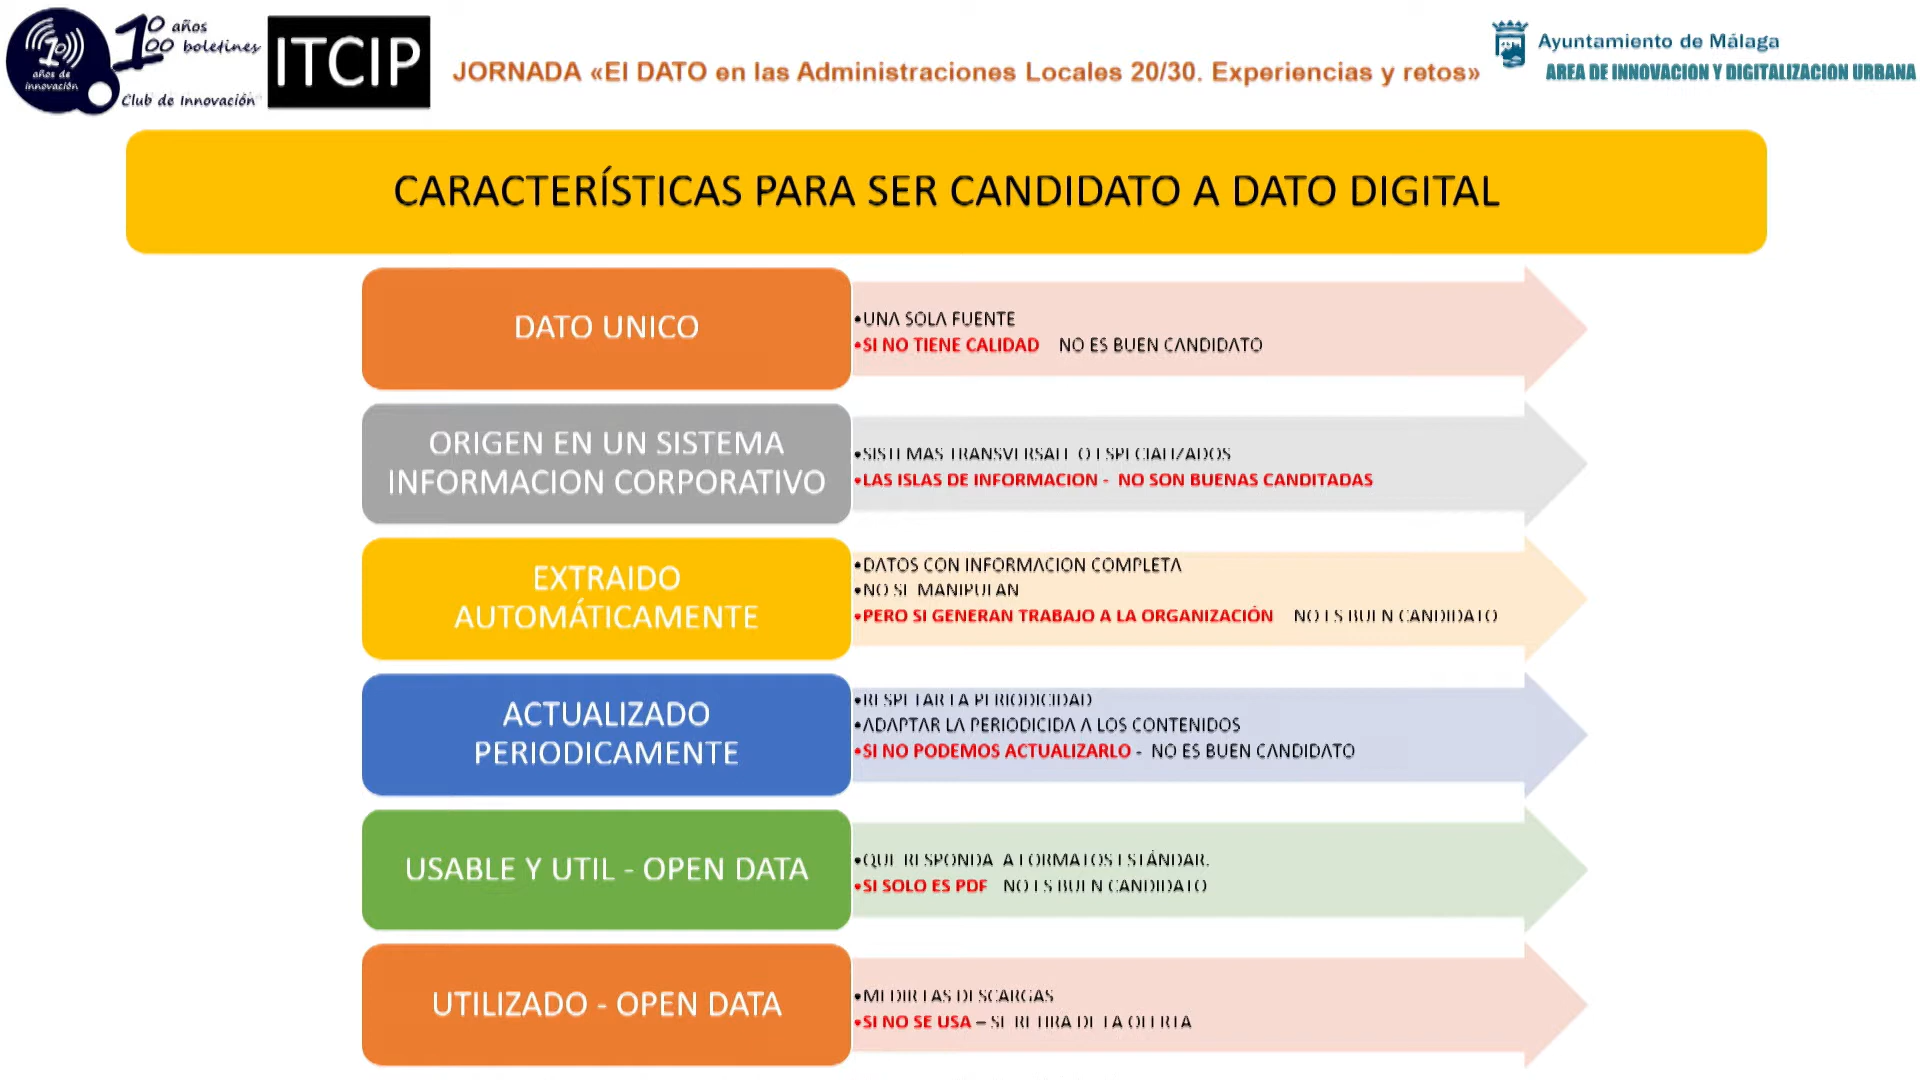 10 años
100 boletines
años de
innovación
Club de Innovación
ITCIP
JORNADA «El DATO en las Administraciones Locales 20/30. Experiencias y retos»
Ayuntamiento de Málaga
AREA DE INNOVACION Y DIGITALIZACION URBANA
CARACTERÍSTICAS PARA SER CANDIDATO A DATO DIGITAL
DATO UNICO
•UNA SOLA FUENTE
•SI NO TIENE CALIDAD NO ES BUEN CANDIDATO
ORIGEN EN UN SISTEMA
INFORMACION CORPORATIVO
•SISTEMAS TRANSVERSALE O ESPECIALIZADOS
•LAS ISLAS DE INFORMACION - NO SON BUENAS CANDITADAS
EXTRAIDO
AUTOMÁTICAMENTE
•DATOS CON INFORMACION COMPLETA
•NO SE MANIPULAN
•PERO SI GENERAN TRABAJO A LA ORGANIZACIÓN NO ES BUEN CANDIDATO
ACTUALIZADO
PERIODICAMENTE
•RESPETAR LA PERIODICIDAD
•ADAPTAR LA PERIODICIDA A LOS CONTENIDOS
•SI NO PODEMOS ACTUALIZARLO - NO ES BUEN CANDIDATO
USABLE Y UTIL - OPEN DATA
•QUE RESPONDA A FORMATOS ESTÁNDAR.
•SI SOLO ES PDF NO ES BUEN CANDIDATO
UTILIZADO - OPEN DATA
•MEDIR LAS DESCARGAS
•SI NO SE USA – SE RETIRA DE LA OFERTA